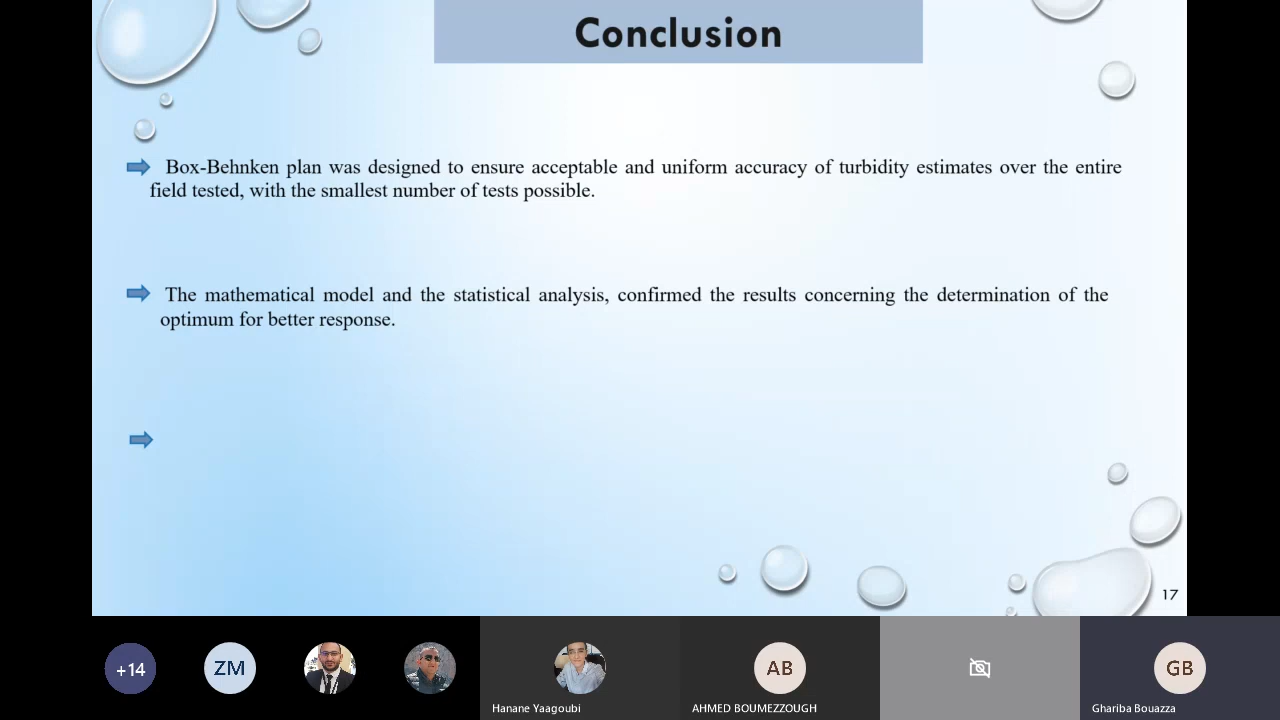 Conclusion
Box-Behnken plan was designed to ensure acceptable and uniform accuracy of turbidity estimates over the entire
field tested, with the smallest number of tests possible.
The mathematical model and the statistical analysis, confirmed the results concerning the determination of the
optimum for better response.
17
+14
ZM
AB
GB
Hanane Yaagoubi
AHMED BOUMEZZOUGH
Ghariba Bouazza